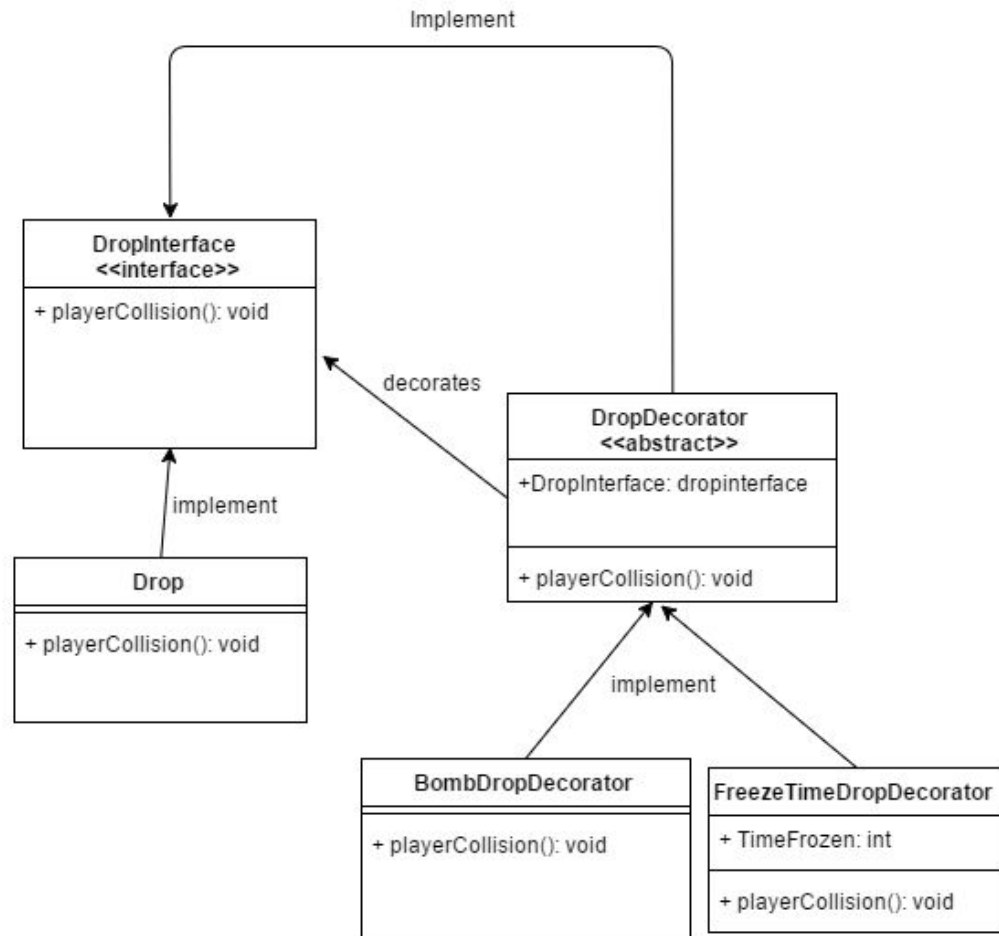 Implement
DropInterface
<<interface>>
+ playerCollision(): void
decorates
DropDecorator
<<abstract>>
+DropInterface: dropinterface
+ playerCollision(): void
implement
Drop
+ playerCollision(): void
implement
BombDropDecorator
+ playerCollision(): void
FreezeTimeDropDecorator
+ TimeFrozen: int
+ playerCollision(): void